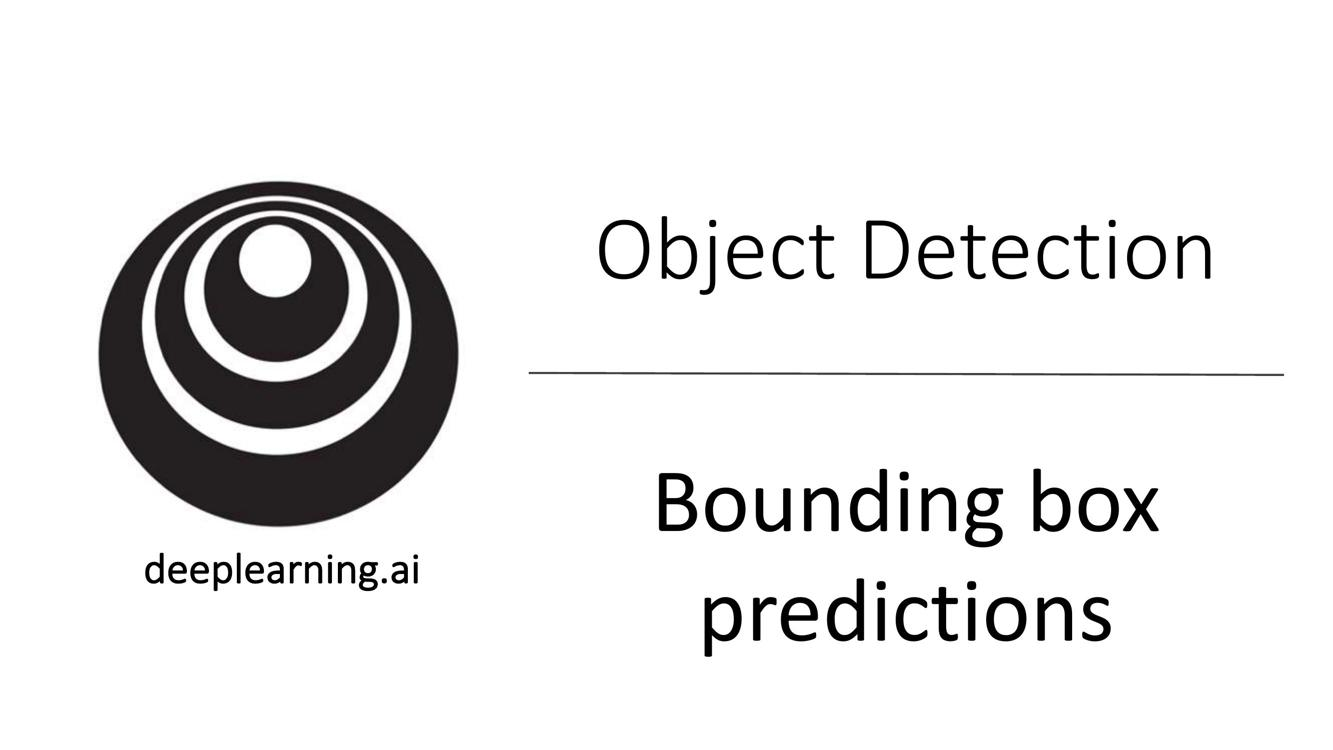 Object Detection
Bounding box
predictions
deeplearning.ai